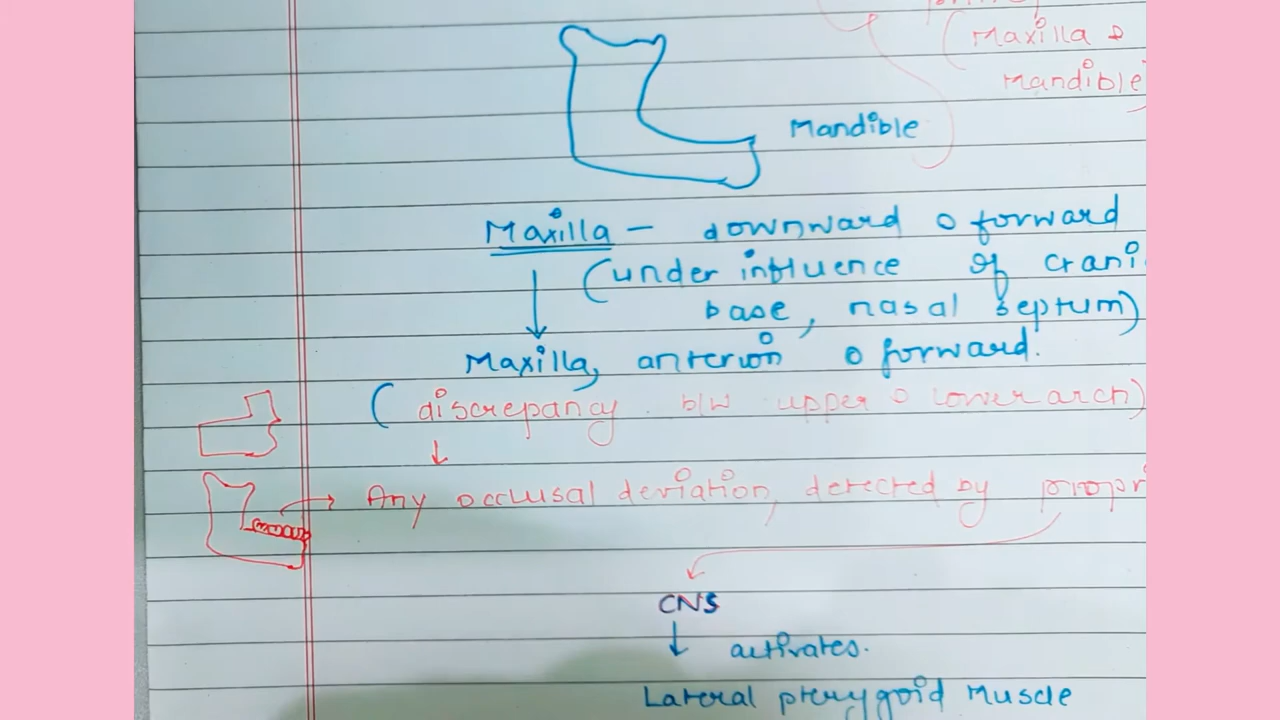 (Maxilla &
Mandible)
Mandible
Maxilla - downward & forward
(under influence of crani
base, nasal septum)
Maxilla, anterior & forward.
(discrepancy b/w upper & lower arch)
↓
Any occlusal deviation, detected by propri
CNS
↓ activates.
Lateral pterygoid Muscle